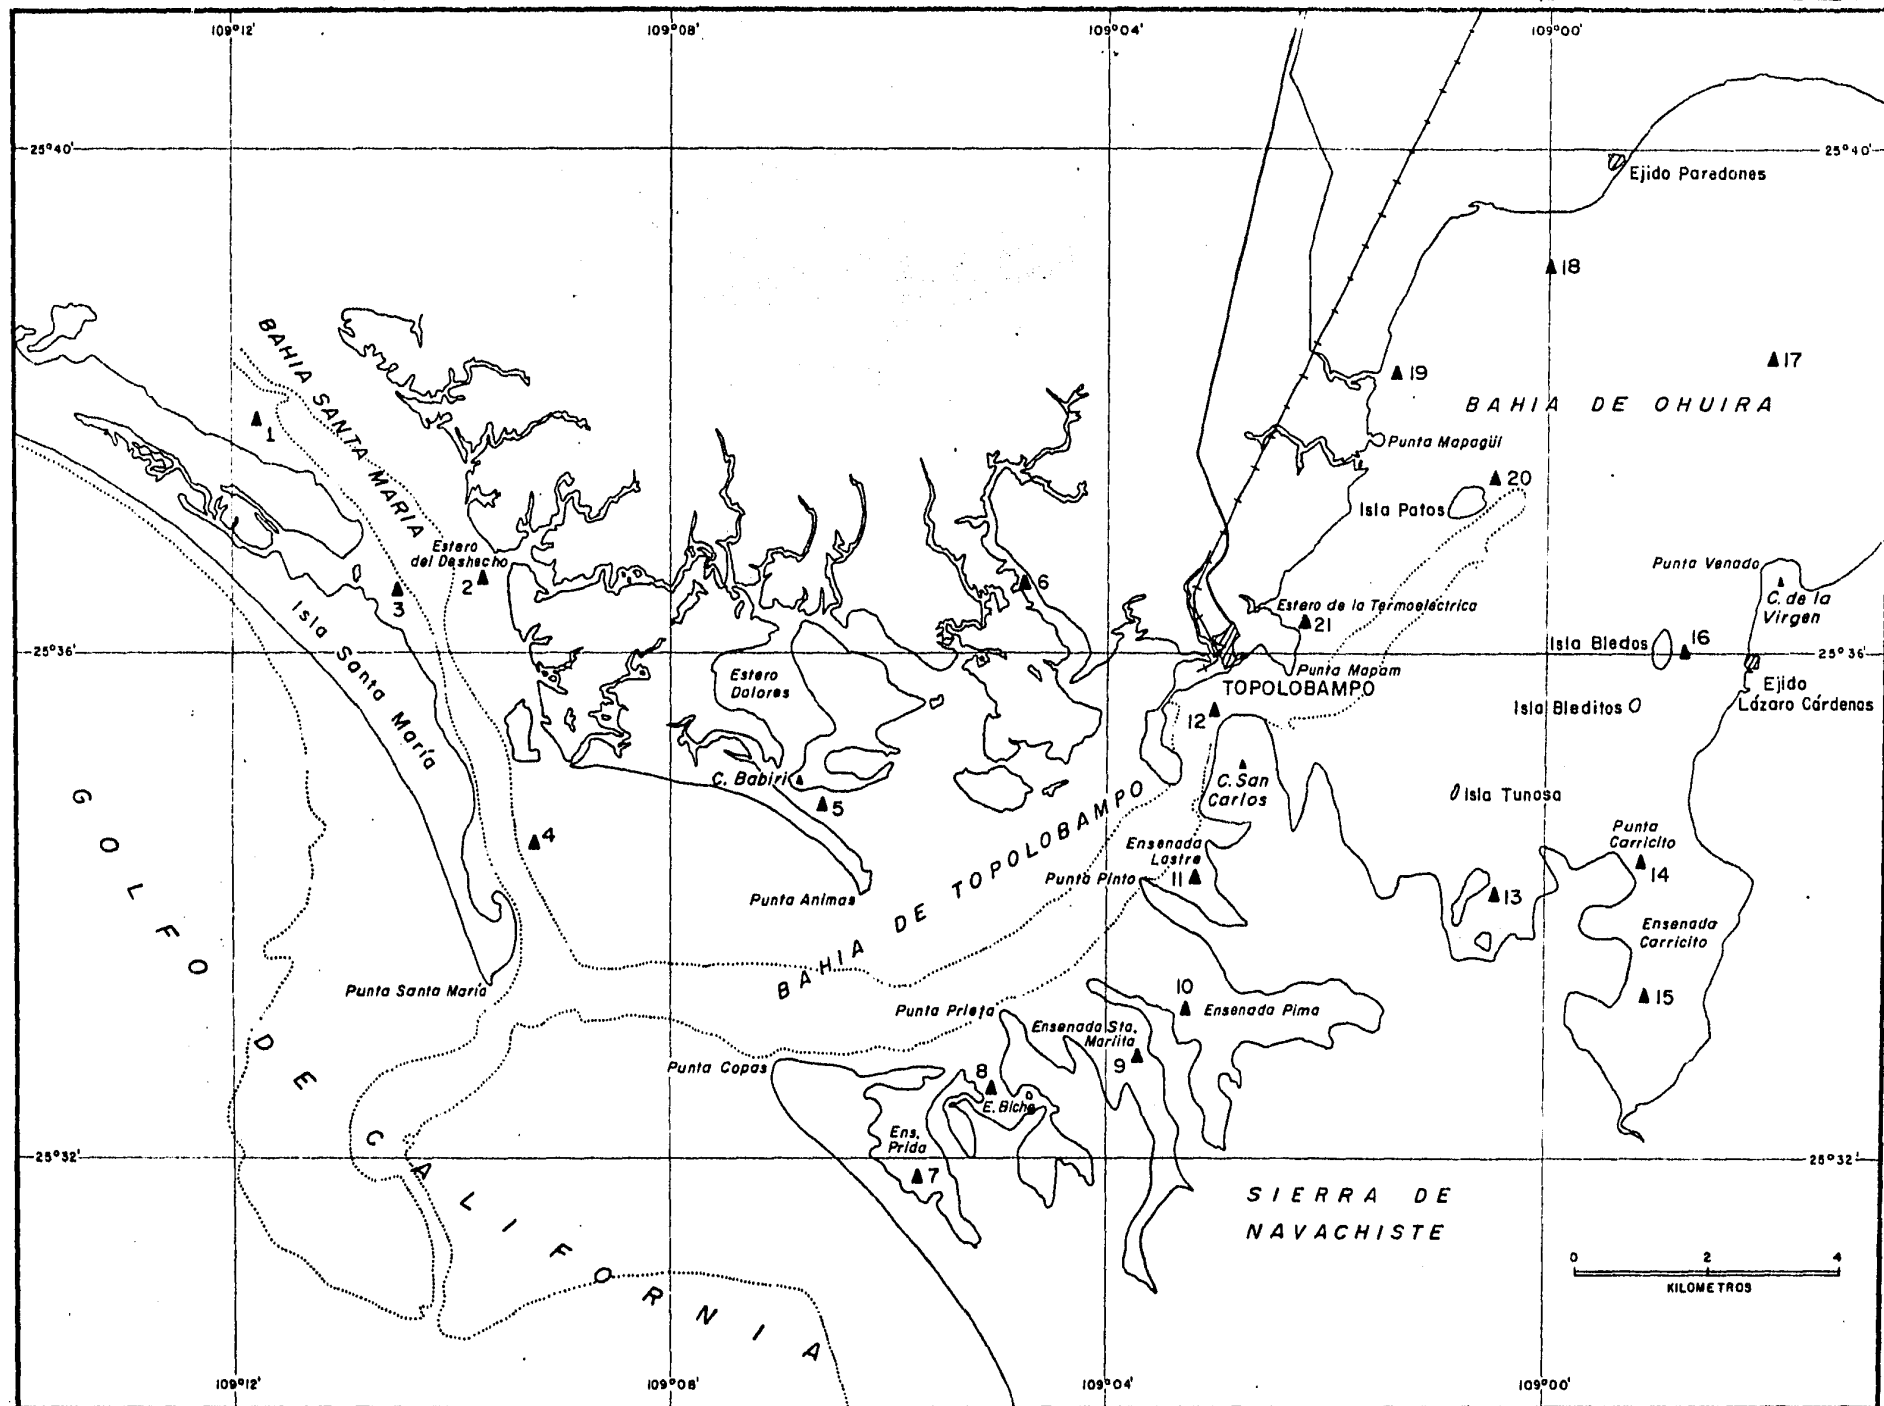 109°12'
109°08'
109°04'
109°00'
25°40'
25°40'
Ejido Paredones
18
17
BAHIA SANTA MARIA
19
BAHIA DE OHUIRA
1
Punta Mapagüi
20
Isla Patos
Estero
del Deshecho
2
3
6
Punta Venado
C. de la
Virgen
Estero de la Termoelectrica
21
Isla Santa María
25°36'
25°36'
Isla Bledos
16
Punta Mapam
TOPOLOBAMPO
Estero
Dolores
Ejido
Lázaro Cárdenas
12
Isla Bleditos
C. Babiri
5
C. San
Carlos
Isla Tunosa
GOLFO DE CALIFORNIA
4
Ensenada
Lastre
11
Punta Pinto
Punta
Carricito
14
Punta Animas
13
BAHIA DE TOPOLOBAMPO
Ensenada
Carricito
15
Punta Santa María
10
Ensenada Pima
Punta Prieta
Ensenada Sta.
Mariita
9
Punta Copas
8
E. Biche
Ens.
Prida
7
25°32'
25°32'
SIERRA DE
NAVACHISTE
0 2 4
KILOMETROS
109°12'
109°08'
109°04'
109°00'